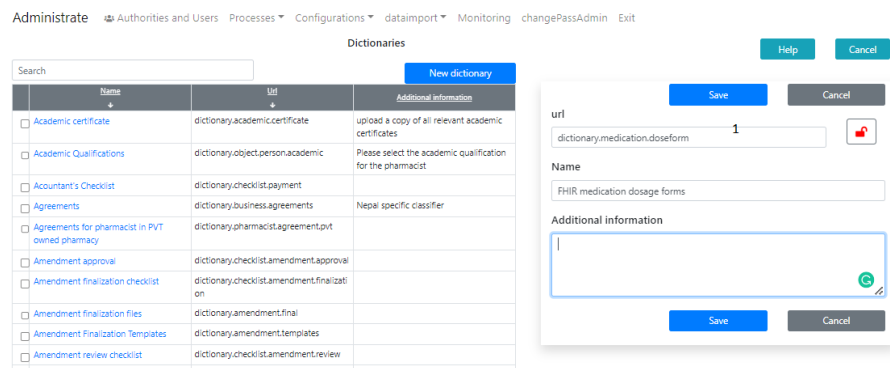 Administrate Authorities and Users Processes Configurations dataimport Monitoring changePassAdmin Exit
Dictionaries
Help Cancel
Search
New dictionary
Name Url Additional information
Academic certificate dictionary.academic.certificate upload a copy of all relevant academic
certificates
Academic Qualifications dictionary.object.person.academic Please select the academic qualification
for the pharmacist
Acountant's Checklist dictionary.checklist.payment
Agreements dictionary.business.agreements Nepal specific classifier
Agreements for pharmacist in PVT dictionary.pharmacist.agreement.pvt
owned pharmacy
Amendment approval dictionary.checklist.amendment.approval
Amendment finalization checklist dictionary.checklist.amendment.finalizati
on
Amendment finalization files dictionary.amendment.final
Amendment Finalization Templates dictionary.amendment.templates
Amendment review checklist dictionary.checklist.amendment.review
Save Cancel
url
1
dictionary.medication.doseform
Name
FHIR medication dosage forms
Additional information
G
Save Cancel